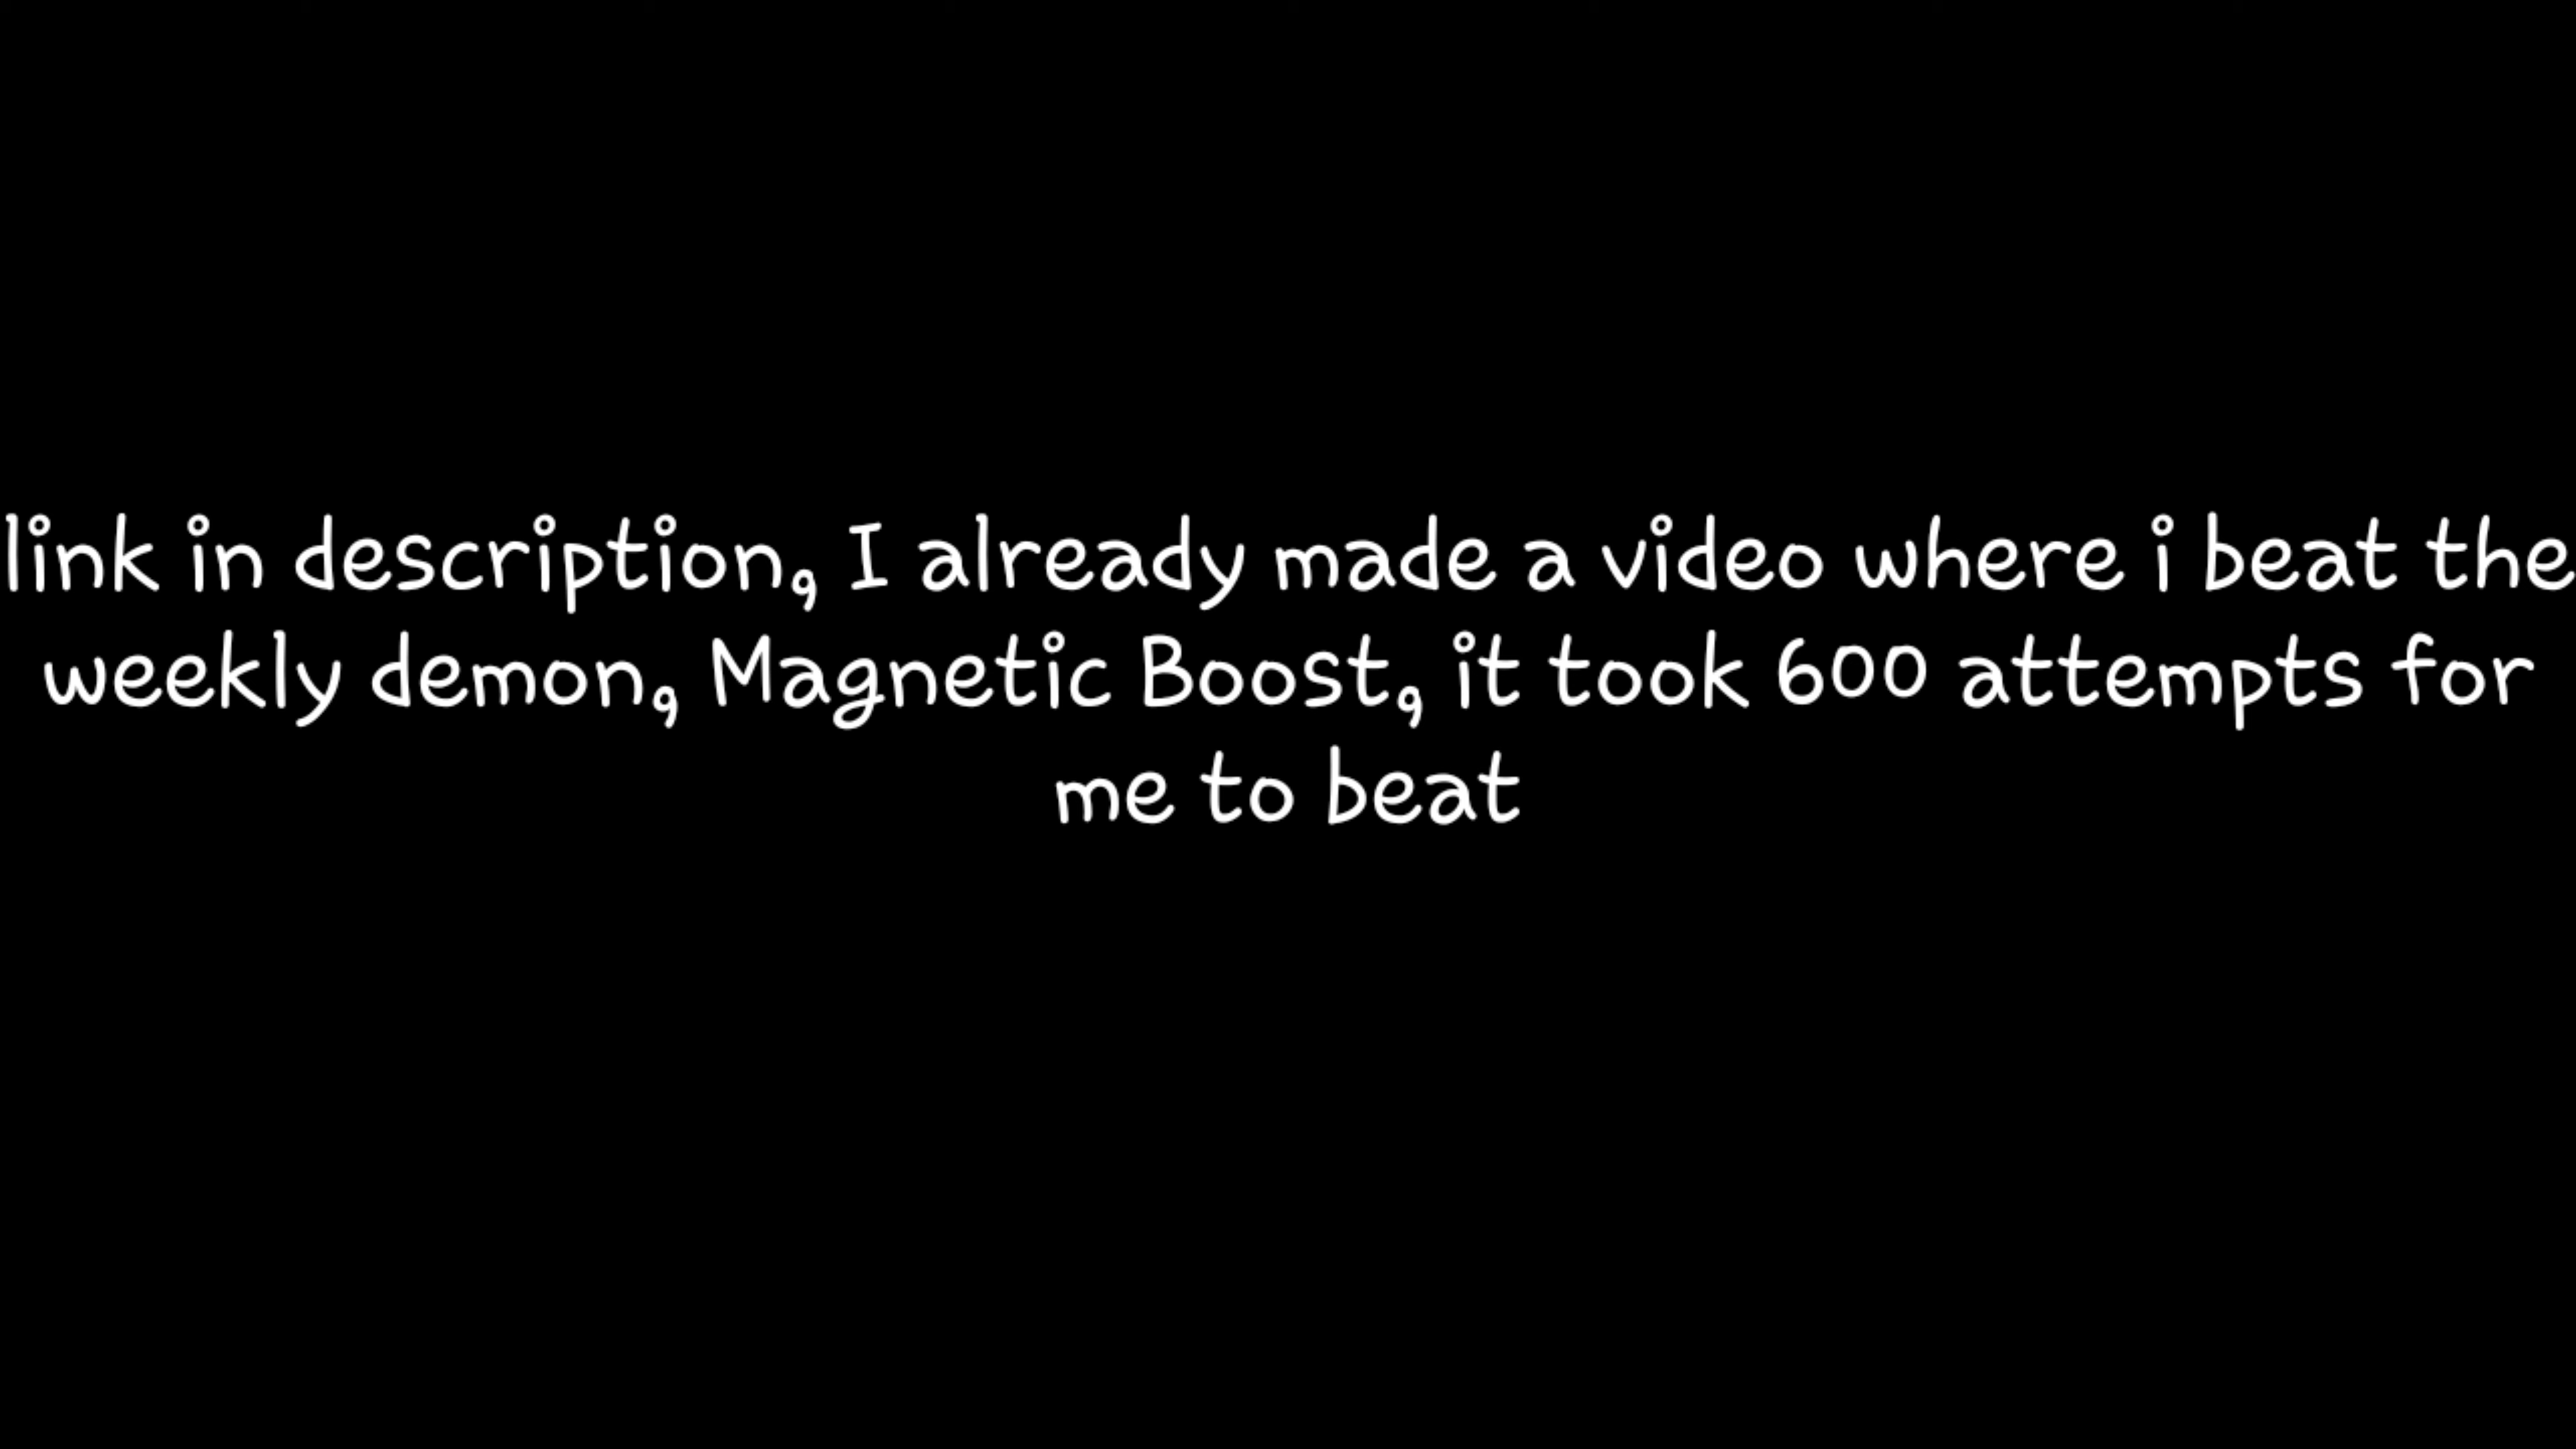 link in description, I already made a video where i beat the
weekly demon, Magnetic Boost, it took 600 attempts for
me to beat